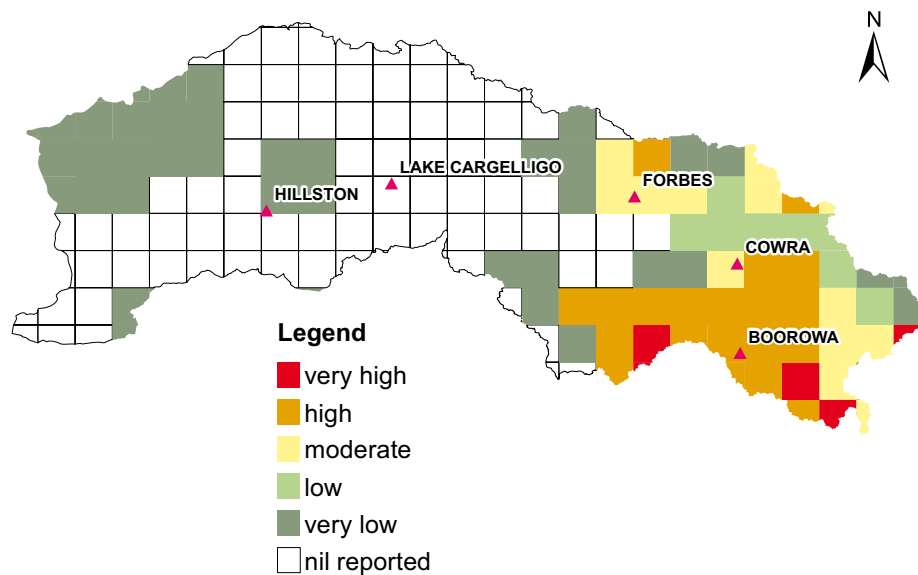 N
LAKE CARGELLIGO
HILLSTON
FORBES
COWRA
BOOROWA
Legend
very high
high
moderate
low
very low
nil reported